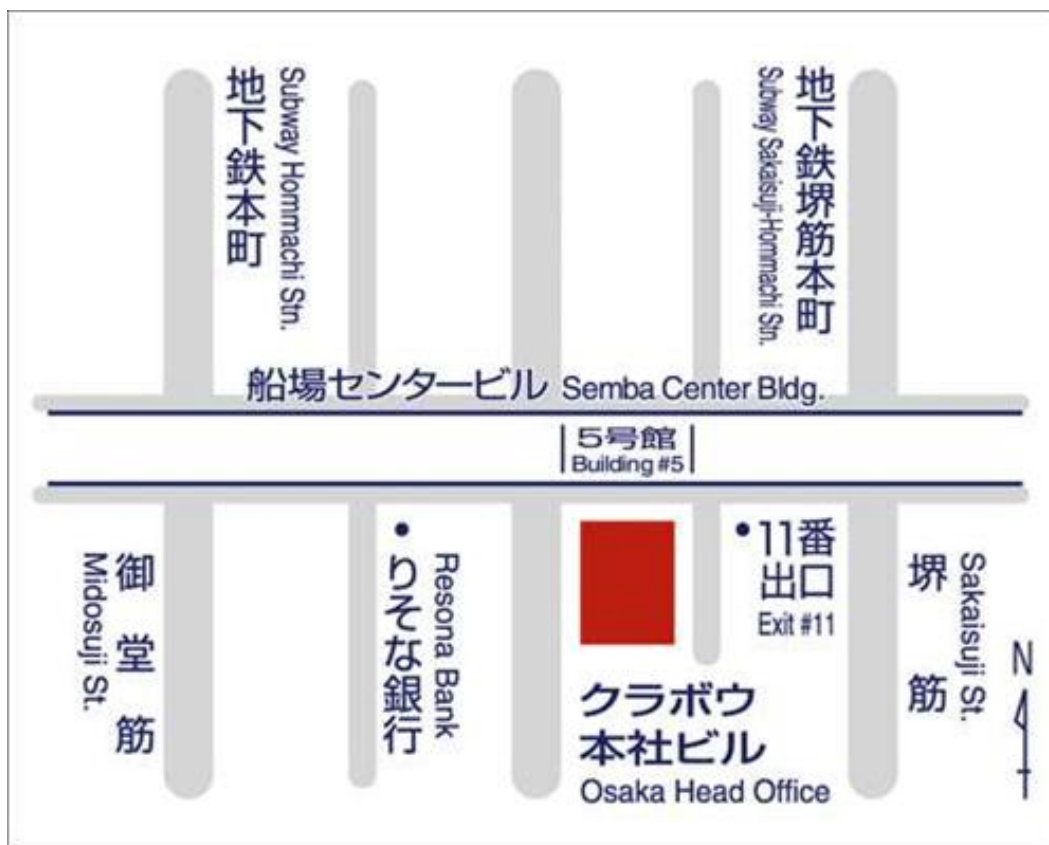 地下鉄本町
Subway Hommachi Stn.
地下鉄堺筋本町
Subway Sakaisuji-Hommachi Stn.
船場センタービル Semba Center Bldg.
5号館
Building #5
御堂筋
Midosuji St.
りそな銀行
Resona Bank
11番
出口
Exit #11
堺筋
Sakaisuji St.
N
クラボウ
本社ビル
Osaka Head Office